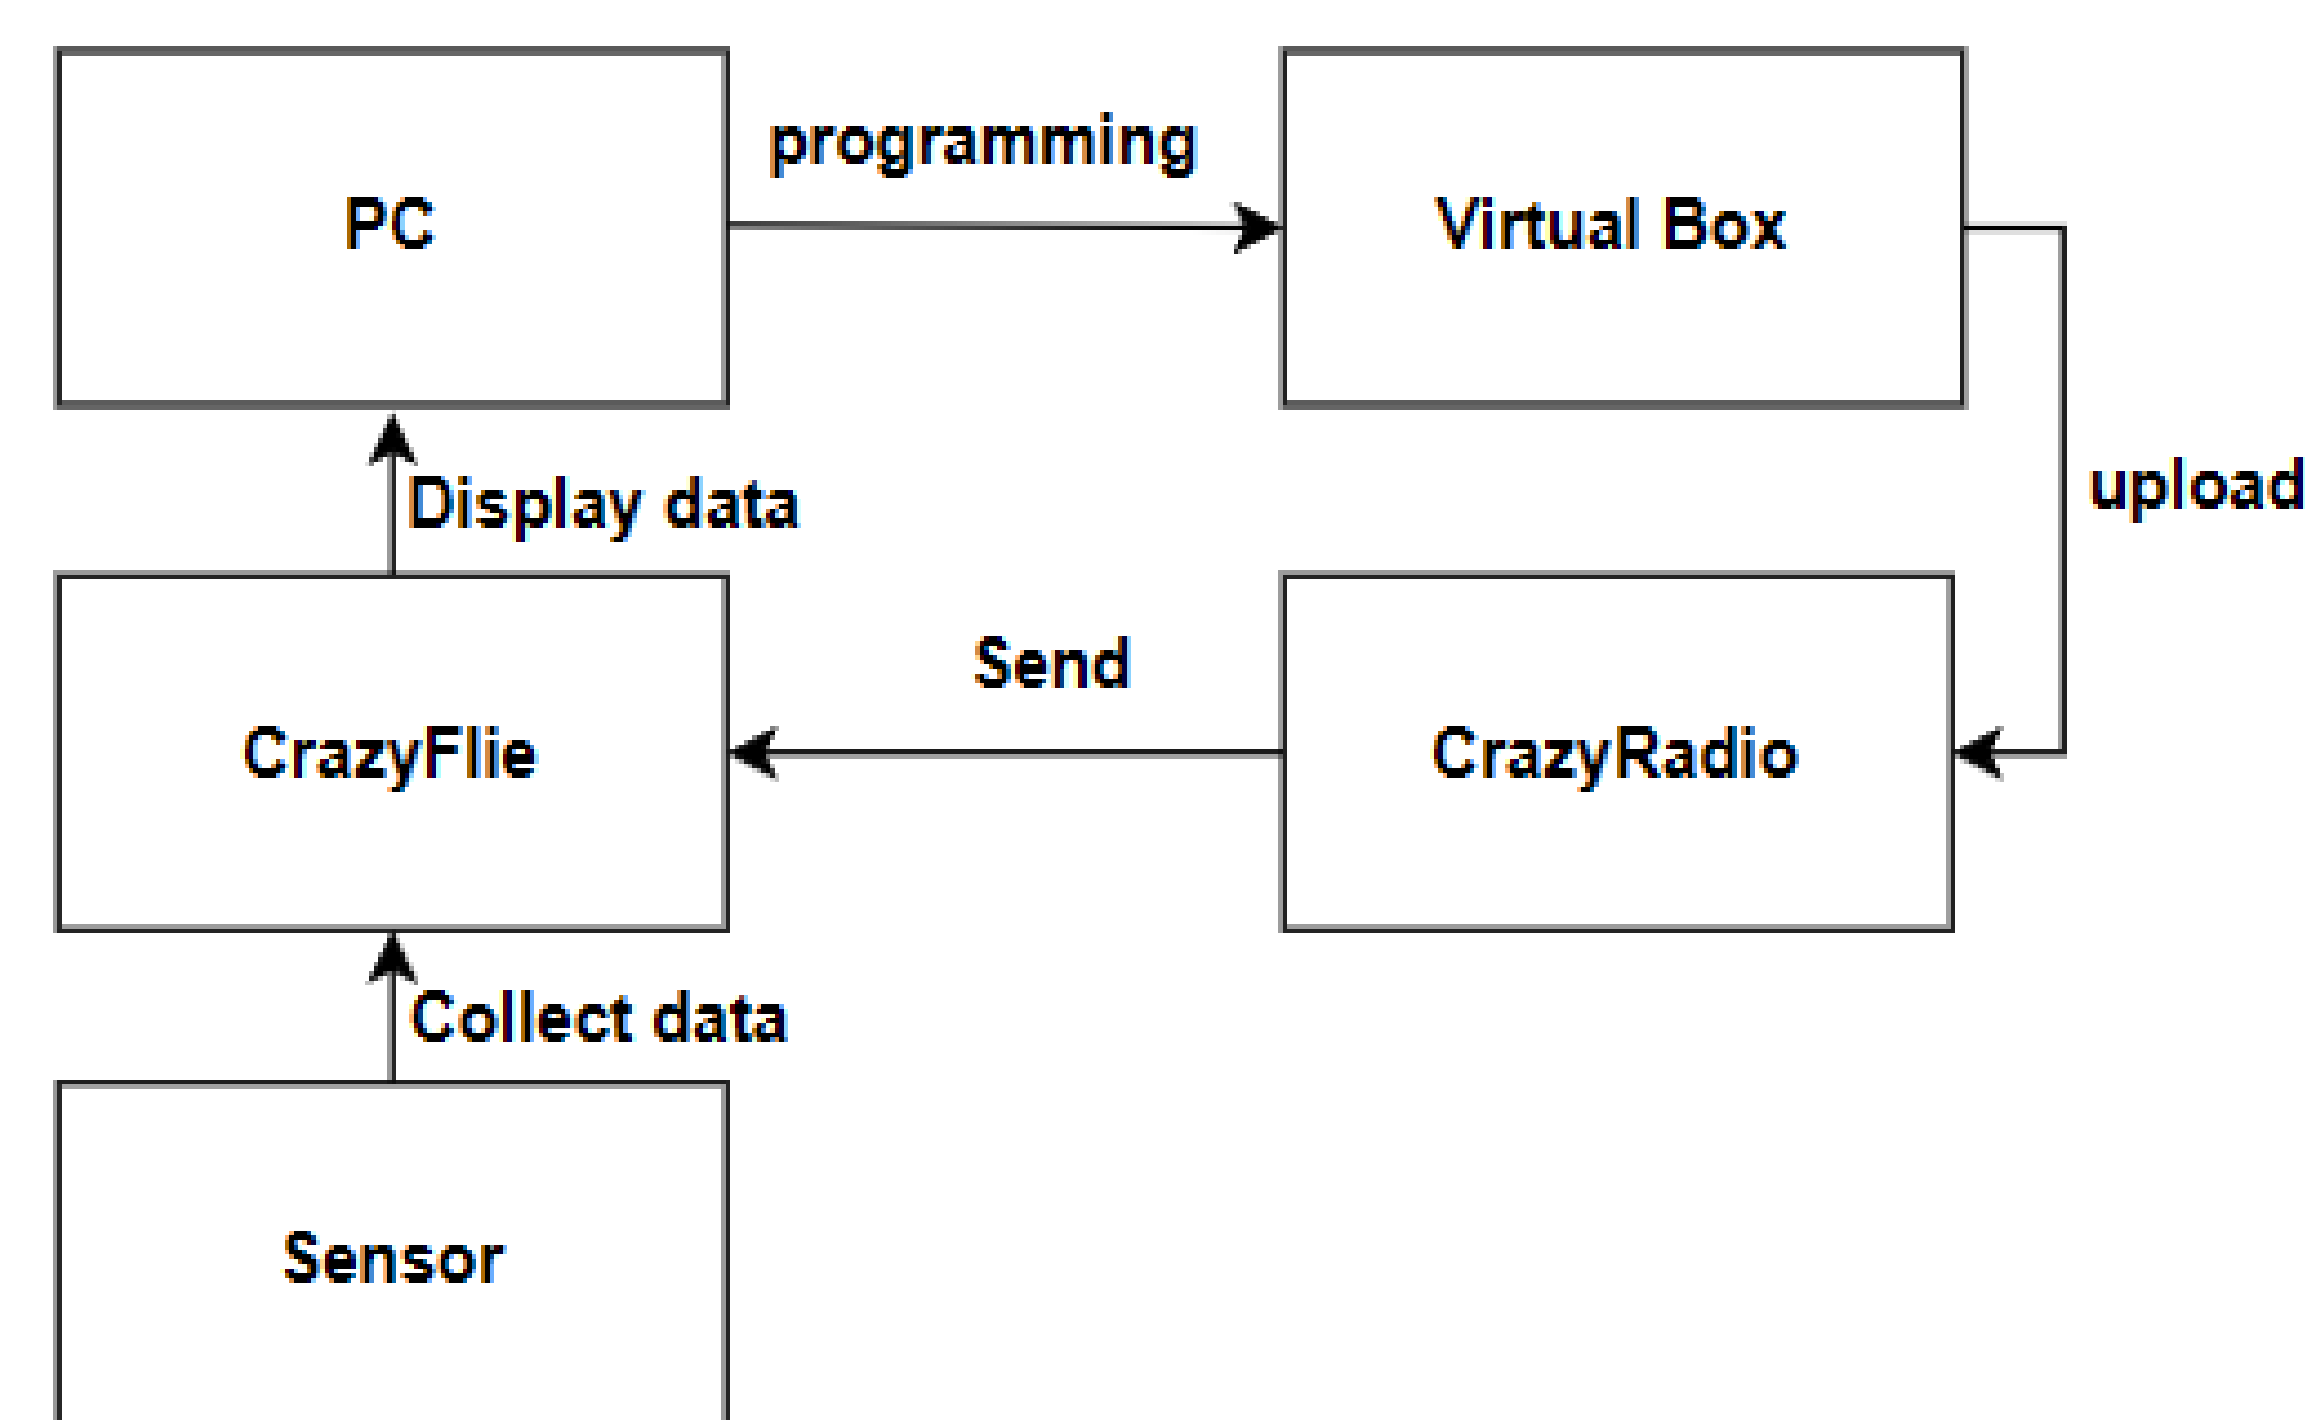 programming
PC
Virtual Box
Display data
upload
Send
CrazyFlie
CrazyRadio
Collect data
Sensor